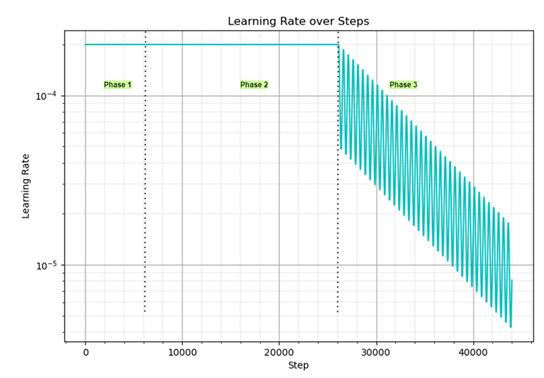 Learning Rate over Steps
Phase 1
Phase 2
Phase 3
10⁻⁴
10⁻⁵
Learning Rate
0
10000
20000
30000
40000
Step